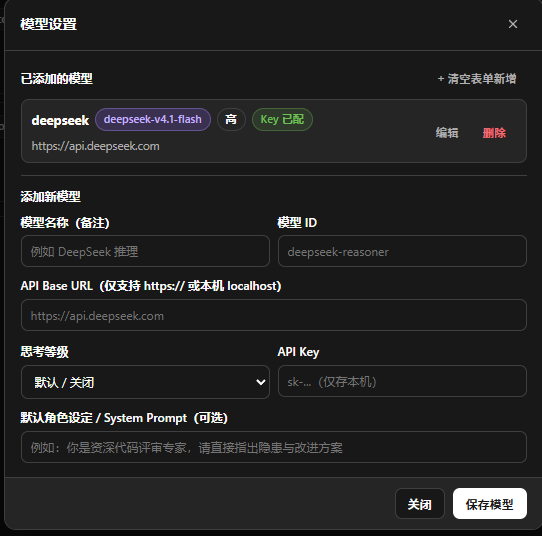 模型设置
×
已添加的模型
+ 清空表单新增
deepseek deepseek-v4.1-flash 高 Key 已配
https://api.deepseek.com
编辑 删除
添加新模型
模型名称（备注） 模型 ID
例如 DeepSeek 推理 deepseek-reasoner
API Base URL（仅支持 https:// 或本机 localhost）
https://api.deepseek.com
思考等级 API Key
默认 / 关闭 sk-...（仅存本机）
默认角色设定 / System Prompt（可选）
例如：你是资深代码评审专家，请直接指出隐患与改进方案
关闭 保存模型